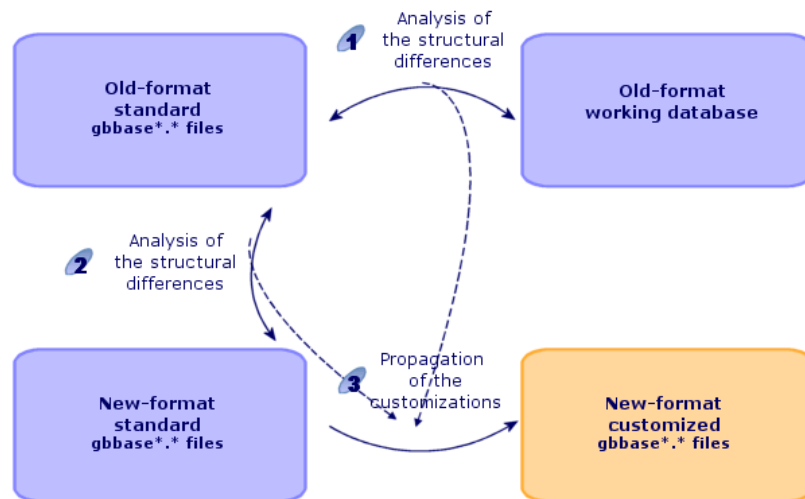 1
Analysis of
the structural
differences
Old-format
standard
gbbase*.* files
Old-format
working database
2
Analysis of
the structural
differences
3
Propagation
of the
customizations
New-format
standard
gbbase*.* files
New-format
customized
gbbase*.* files